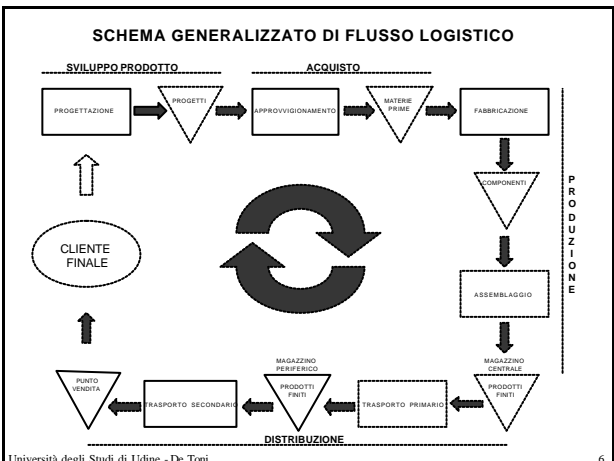 SCHEMA GENERALIZZATO DI FLUSSO LOGISTICO
SVILUPPO PRODOTTO
ACQUISTO
PROGETTAZIONE
PROGETTI
APPROVVIGIONAMENTO
MATERIE
PRIME
FABBRICAZIONE
COMPONENTI
PRODUZIONE
CLIENTE
FINALE
ASSEMBLAGGIO
MAGAZZINO
CENTRALE
PRODOTTI
FINITI
TRASPORTO PRIMARIO
MAGAZZINO
PERIFERICO
PRODOTTI
FINITI
TRASPORTO SECONDARIO
PUNTO
VENDITA
DISTRIBUZIONE
Università degli Studi di Udine - De Toni
6